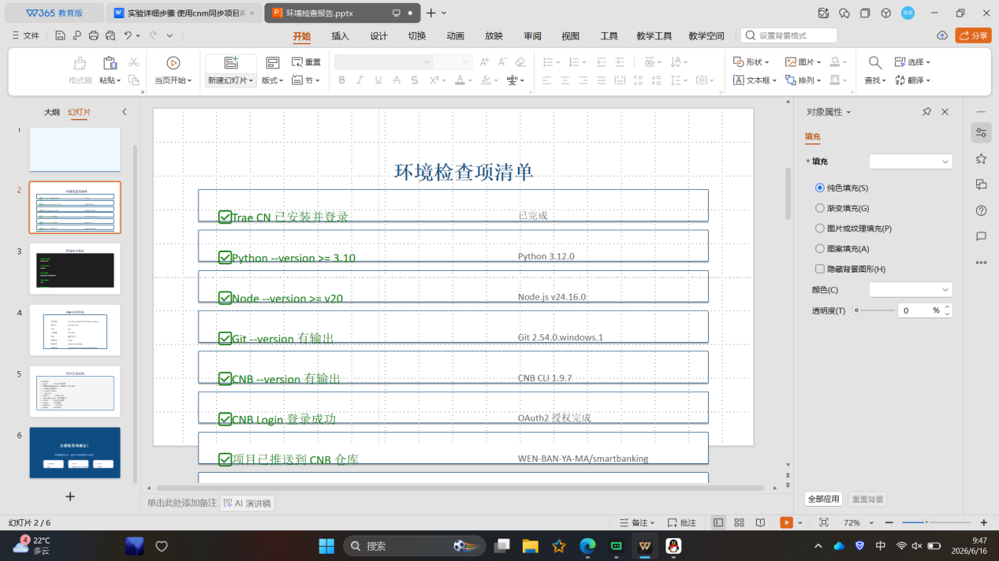 W365 教育版
实验详细步骤 使用cnm同步项目
环境检查报告.pptx
文件
开始 插入 设计 切换 动画 放映 审阅 视图 工具 教学工具 教学空间
设置背景格式
分享
格式刷 粘贴 当页开始 新建幻灯片 版式 重置 节
形状 图片 文本框 排列 查找 选择 翻译
大纲 幻灯片
1
2
3
4
5
6
全部检查项通过！
环境检查项清单
Trae CN 已安装并登录 已完成
Python --version >= 3.10 Python 3.12.0
Node --version >= v20 Node.js v24.16.0
Git --version 有输出 Git 2.54.0.windows.1
CNB --version 有输出 CNB CLI 1.9.7
CNB Login 登录成功 OAuth2 授权完成
项目已推送到 CNB 仓库 WEN-BAN-YA-MA/smartbanking
对象属性
填充
填充
纯色填充(S)
渐变填充(G)
图片或纹理填充(P)
图案填充(A)
隐藏背景图形(H)
颜色(C)
透明度(T) 0 %
全部应用 重置背景
单击此处添加备注 AI 演讲稿
幻灯片 2 / 6
备注 批注 72%
4
22°C
多云
搜索
中
9:47
2026/6/16